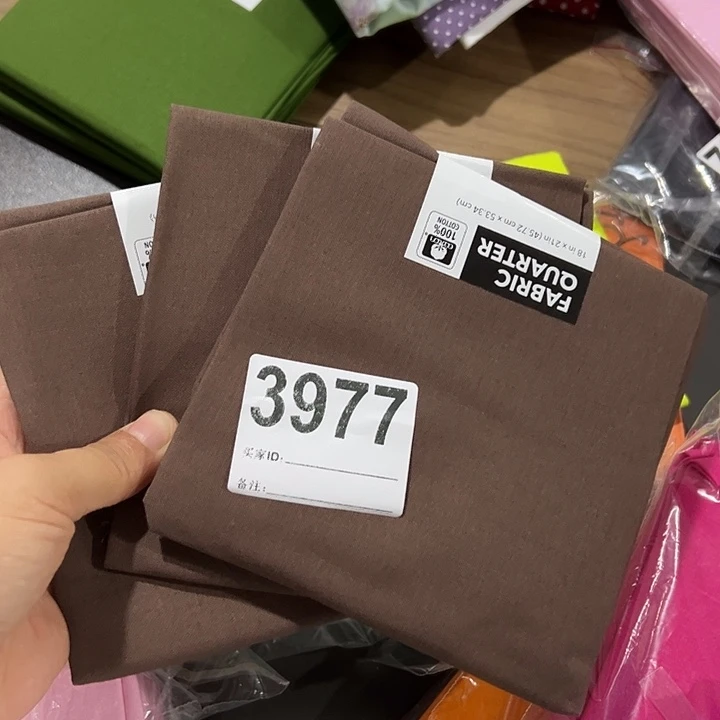 18 in x 21in (45.72 cm x 53.34 cm)
100%
COTTON
FABRIC
QUARTER
3977
买家ID:
备注: